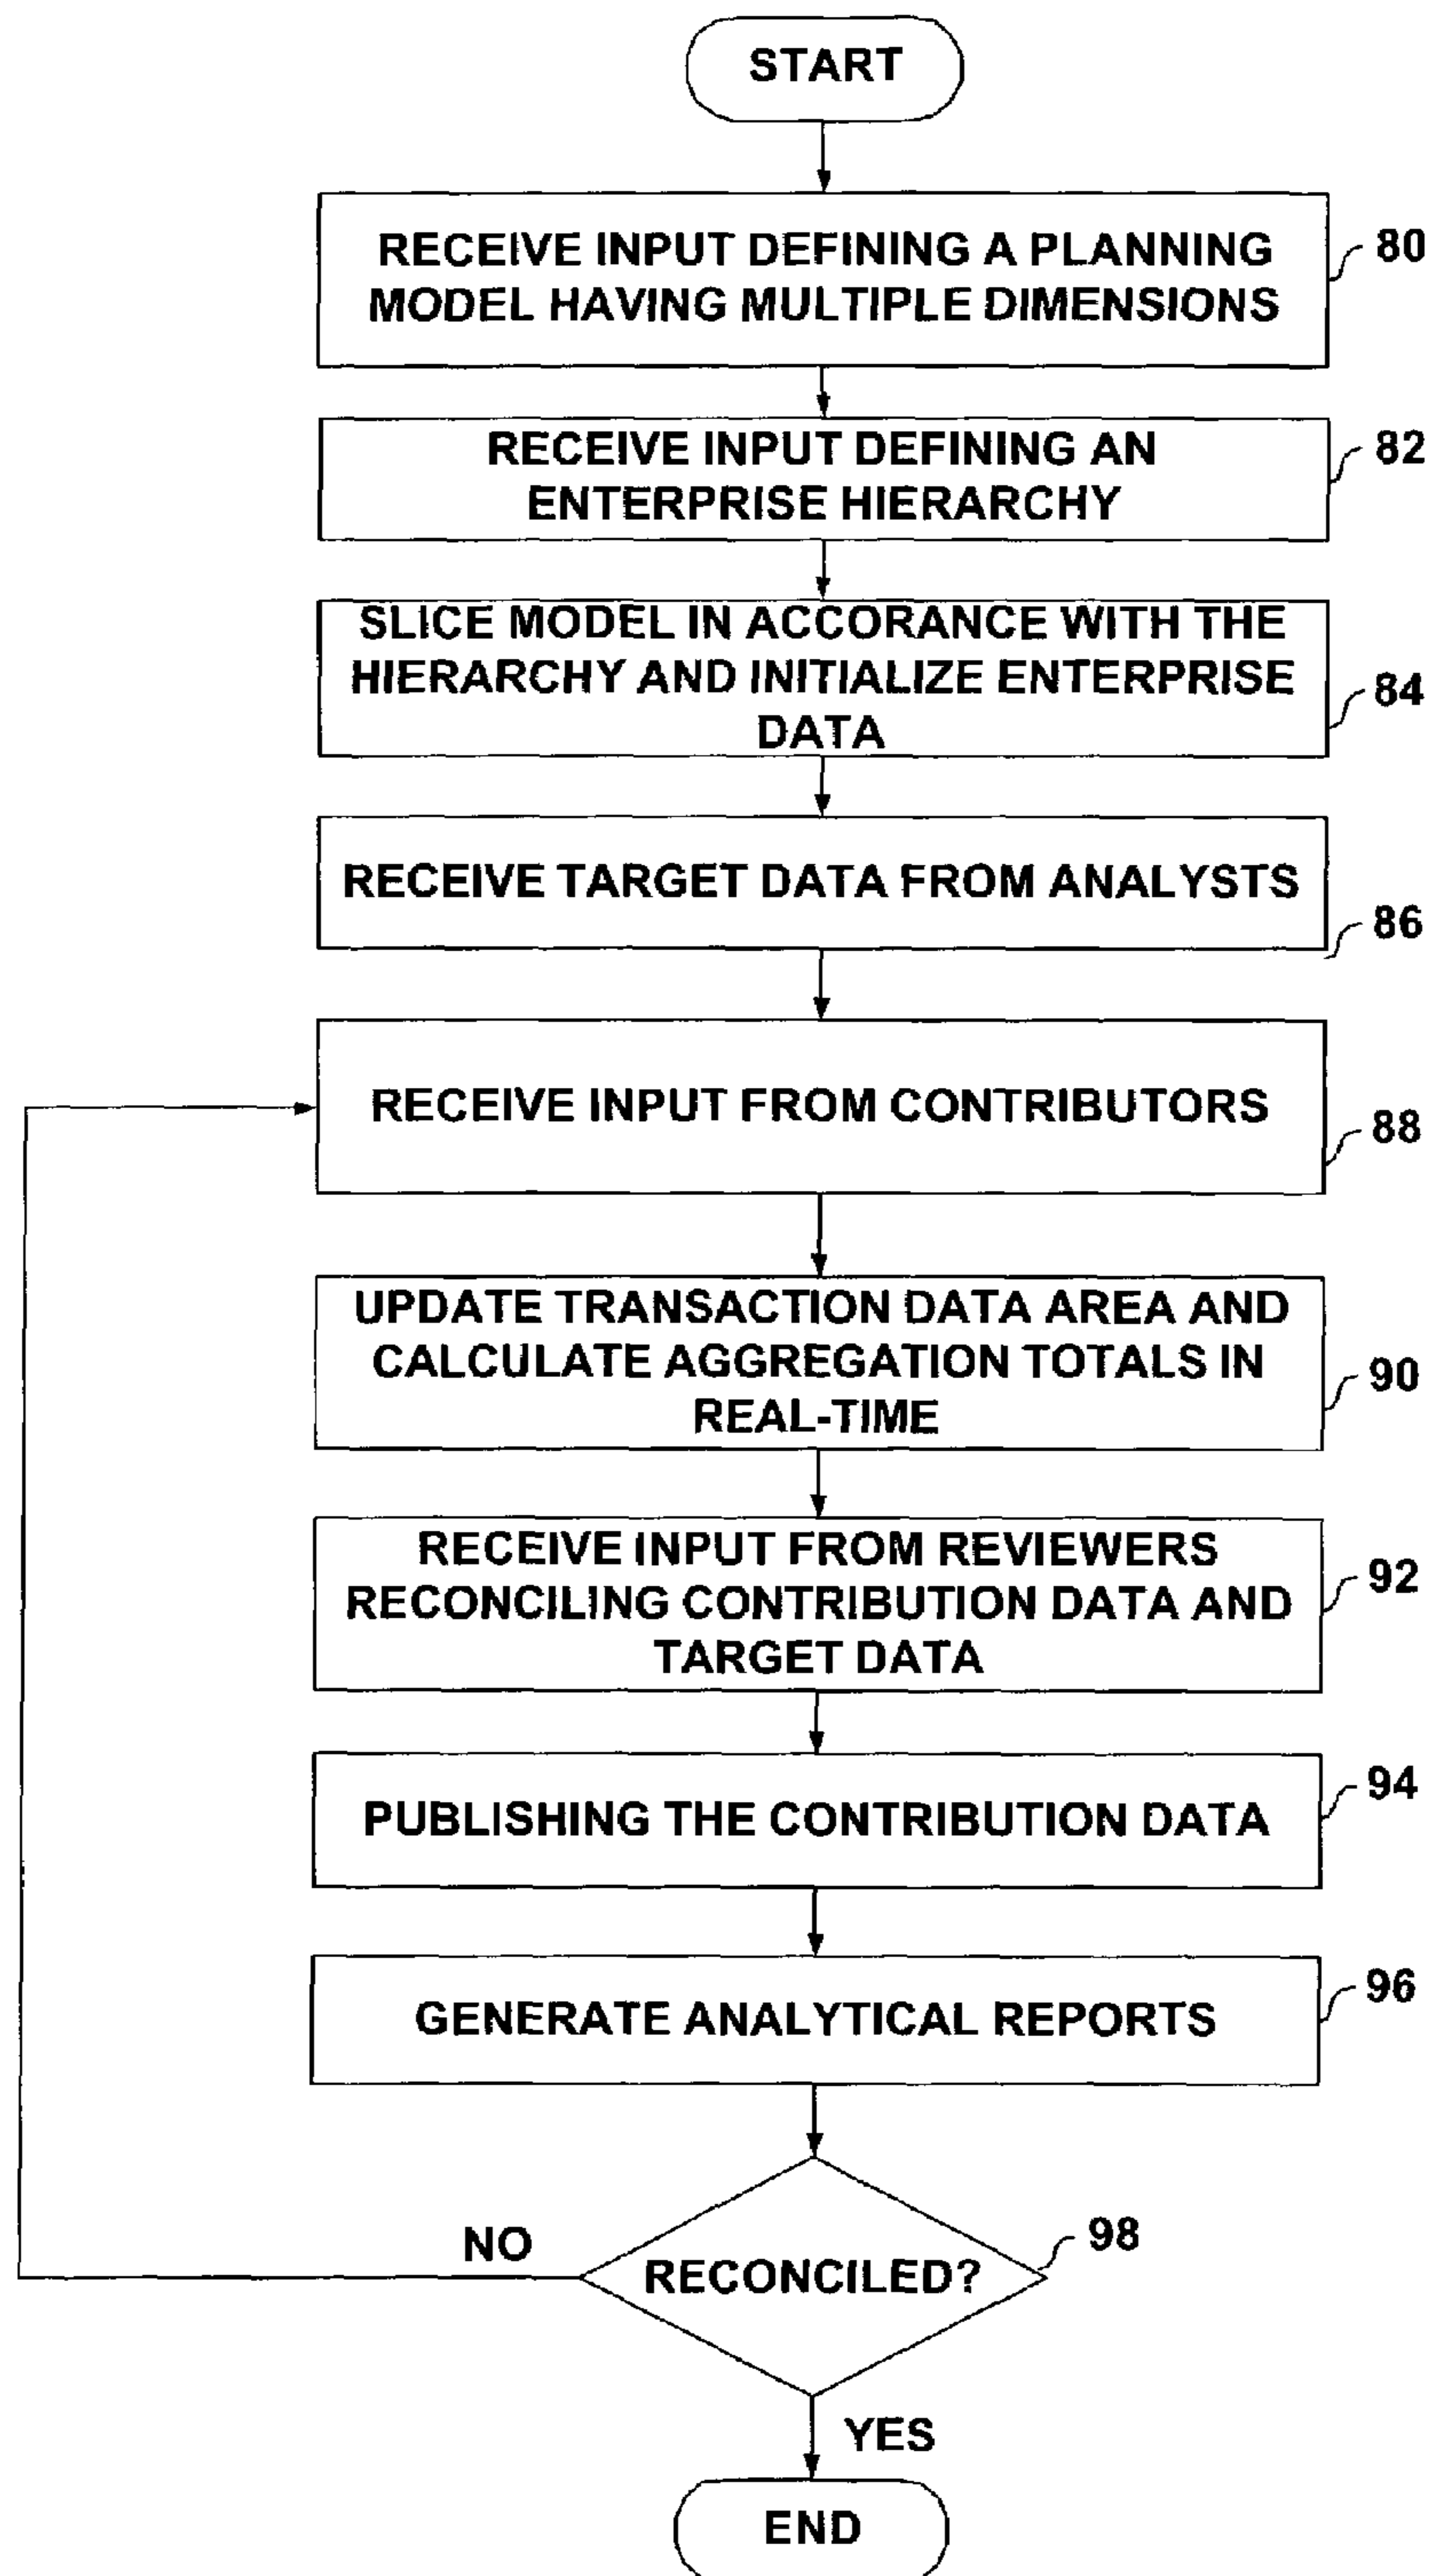 START
RECEIVE INPUT DEFINING A PLANNING
MODEL HAVING MULTIPLE DIMENSIONS
80
RECEIVE INPUT DEFINING AN
ENTERPRISE HIERARCHY
82
SLICE MODEL IN ACCORANCE WITH THE
HIERARCHY AND INITIALIZE ENTERPRISE
DATA
84
RECEIVE TARGET DATA FROM ANALYSTS
86
RECEIVE INPUT FROM CONTRIBUTORS
88
UPDATE TRANSACTION DATA AREA AND
CALCULATE AGGREGATION TOTALS IN
REAL-TIME
90
RECEIVE INPUT FROM REVIEWERS
RECONCILING CONTRIBUTION DATA AND
TARGET DATA
92
PUBLISHING THE CONTRIBUTION DATA
94
GENERATE ANALYTICAL REPORTS
96
NO
RECONCILED?
98
YES
END